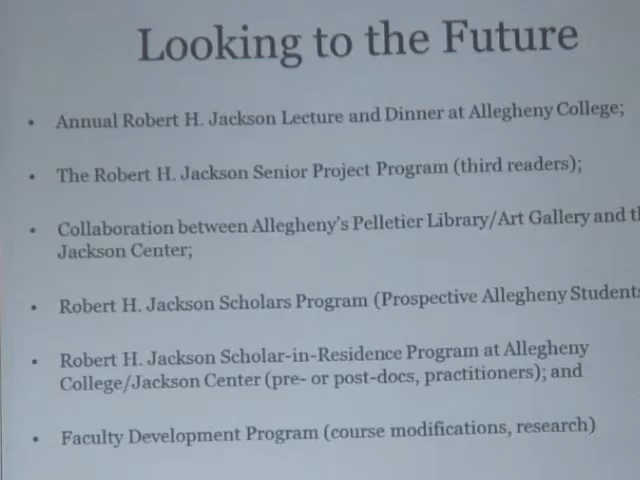 Looking to the Future
• Annual Robert H. Jackson Lecture and Dinner at Allegheny College;
• The Robert H. Jackson Senior Project Program (third readers);
• Collaboration between Allegheny's Pelletier Library/Art Gallery and th
Jackson Center;
• Robert H. Jackson Scholars Program (Prospective Allegheny Students
• Robert H. Jackson Scholar-in-Residence Program at Allegheny
College/Jackson Center (pre- or post-docs, practitioners); and
• Faculty Development Program (course modifications, research)